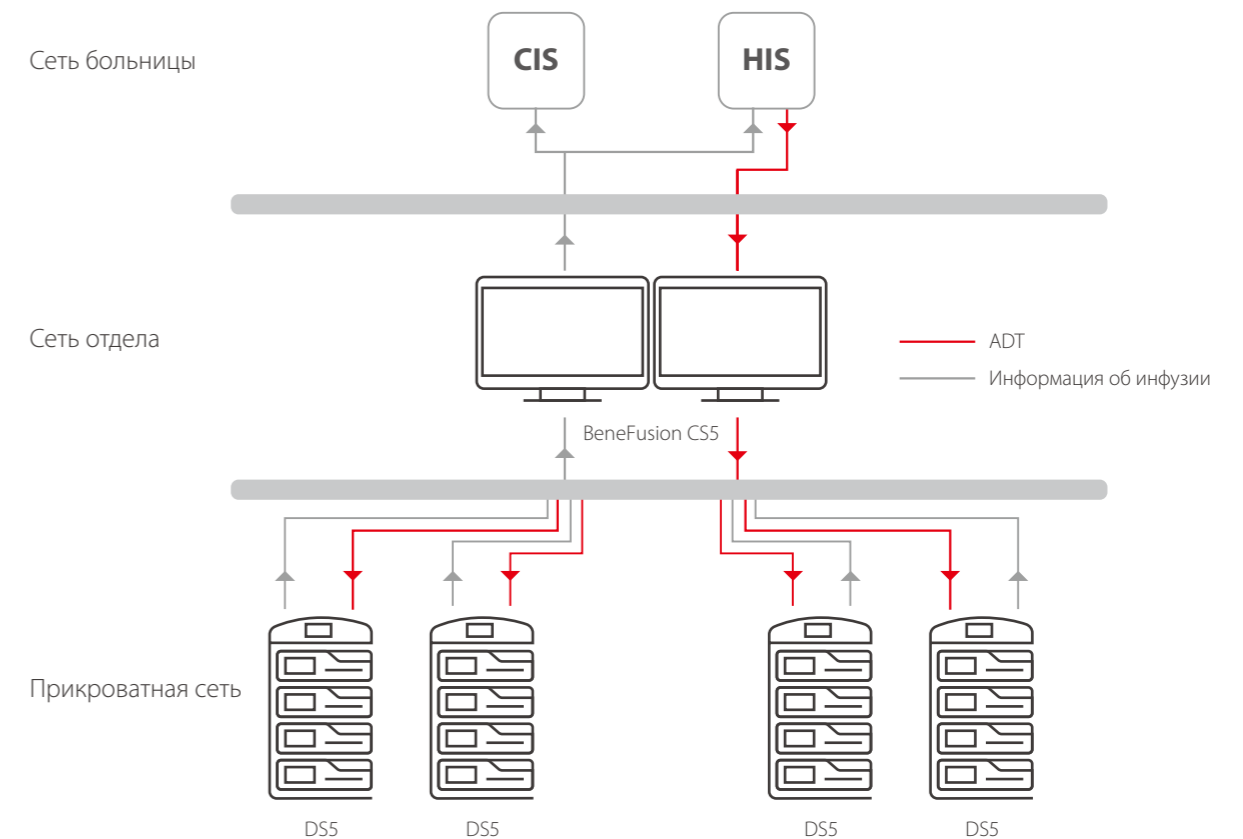 CIS
HIS
Сеть больницы
Сеть отдела
ADT
Информация об инфузии
BeneFusion CS5
Прикроватная сеть
DS5
DS5
DS5
DS5